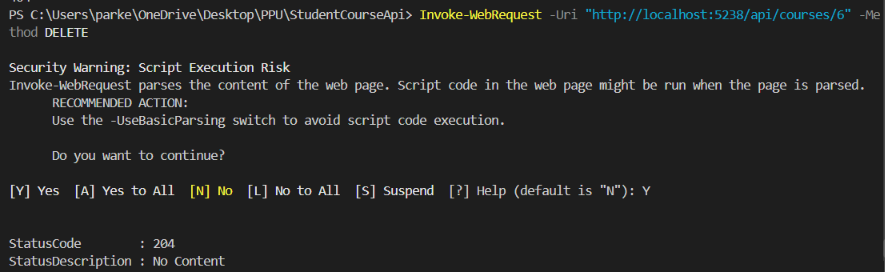 PS C:\Users\parke\OneDrive\Desktop\PPU\StudentCourseApi> Invoke-WebRequest -Uri "http://localhost:5238/api/courses/6" -Me
thod DELETE
Security Warning: Script Execution Risk
Invoke-WebRequest parses the content of the web page. Script code in the web page might be run when the page is parsed.
RECOMMENDED ACTION:
Use the -UseBasicParsing switch to avoid script code execution.
Do you want to continue?
[Y] Yes  [A] Yes to All  [N] No  [L] No to All  [S] Suspend  [?] Help (default is "N"): Y
StatusCode        : 204
StatusDescription : No Content